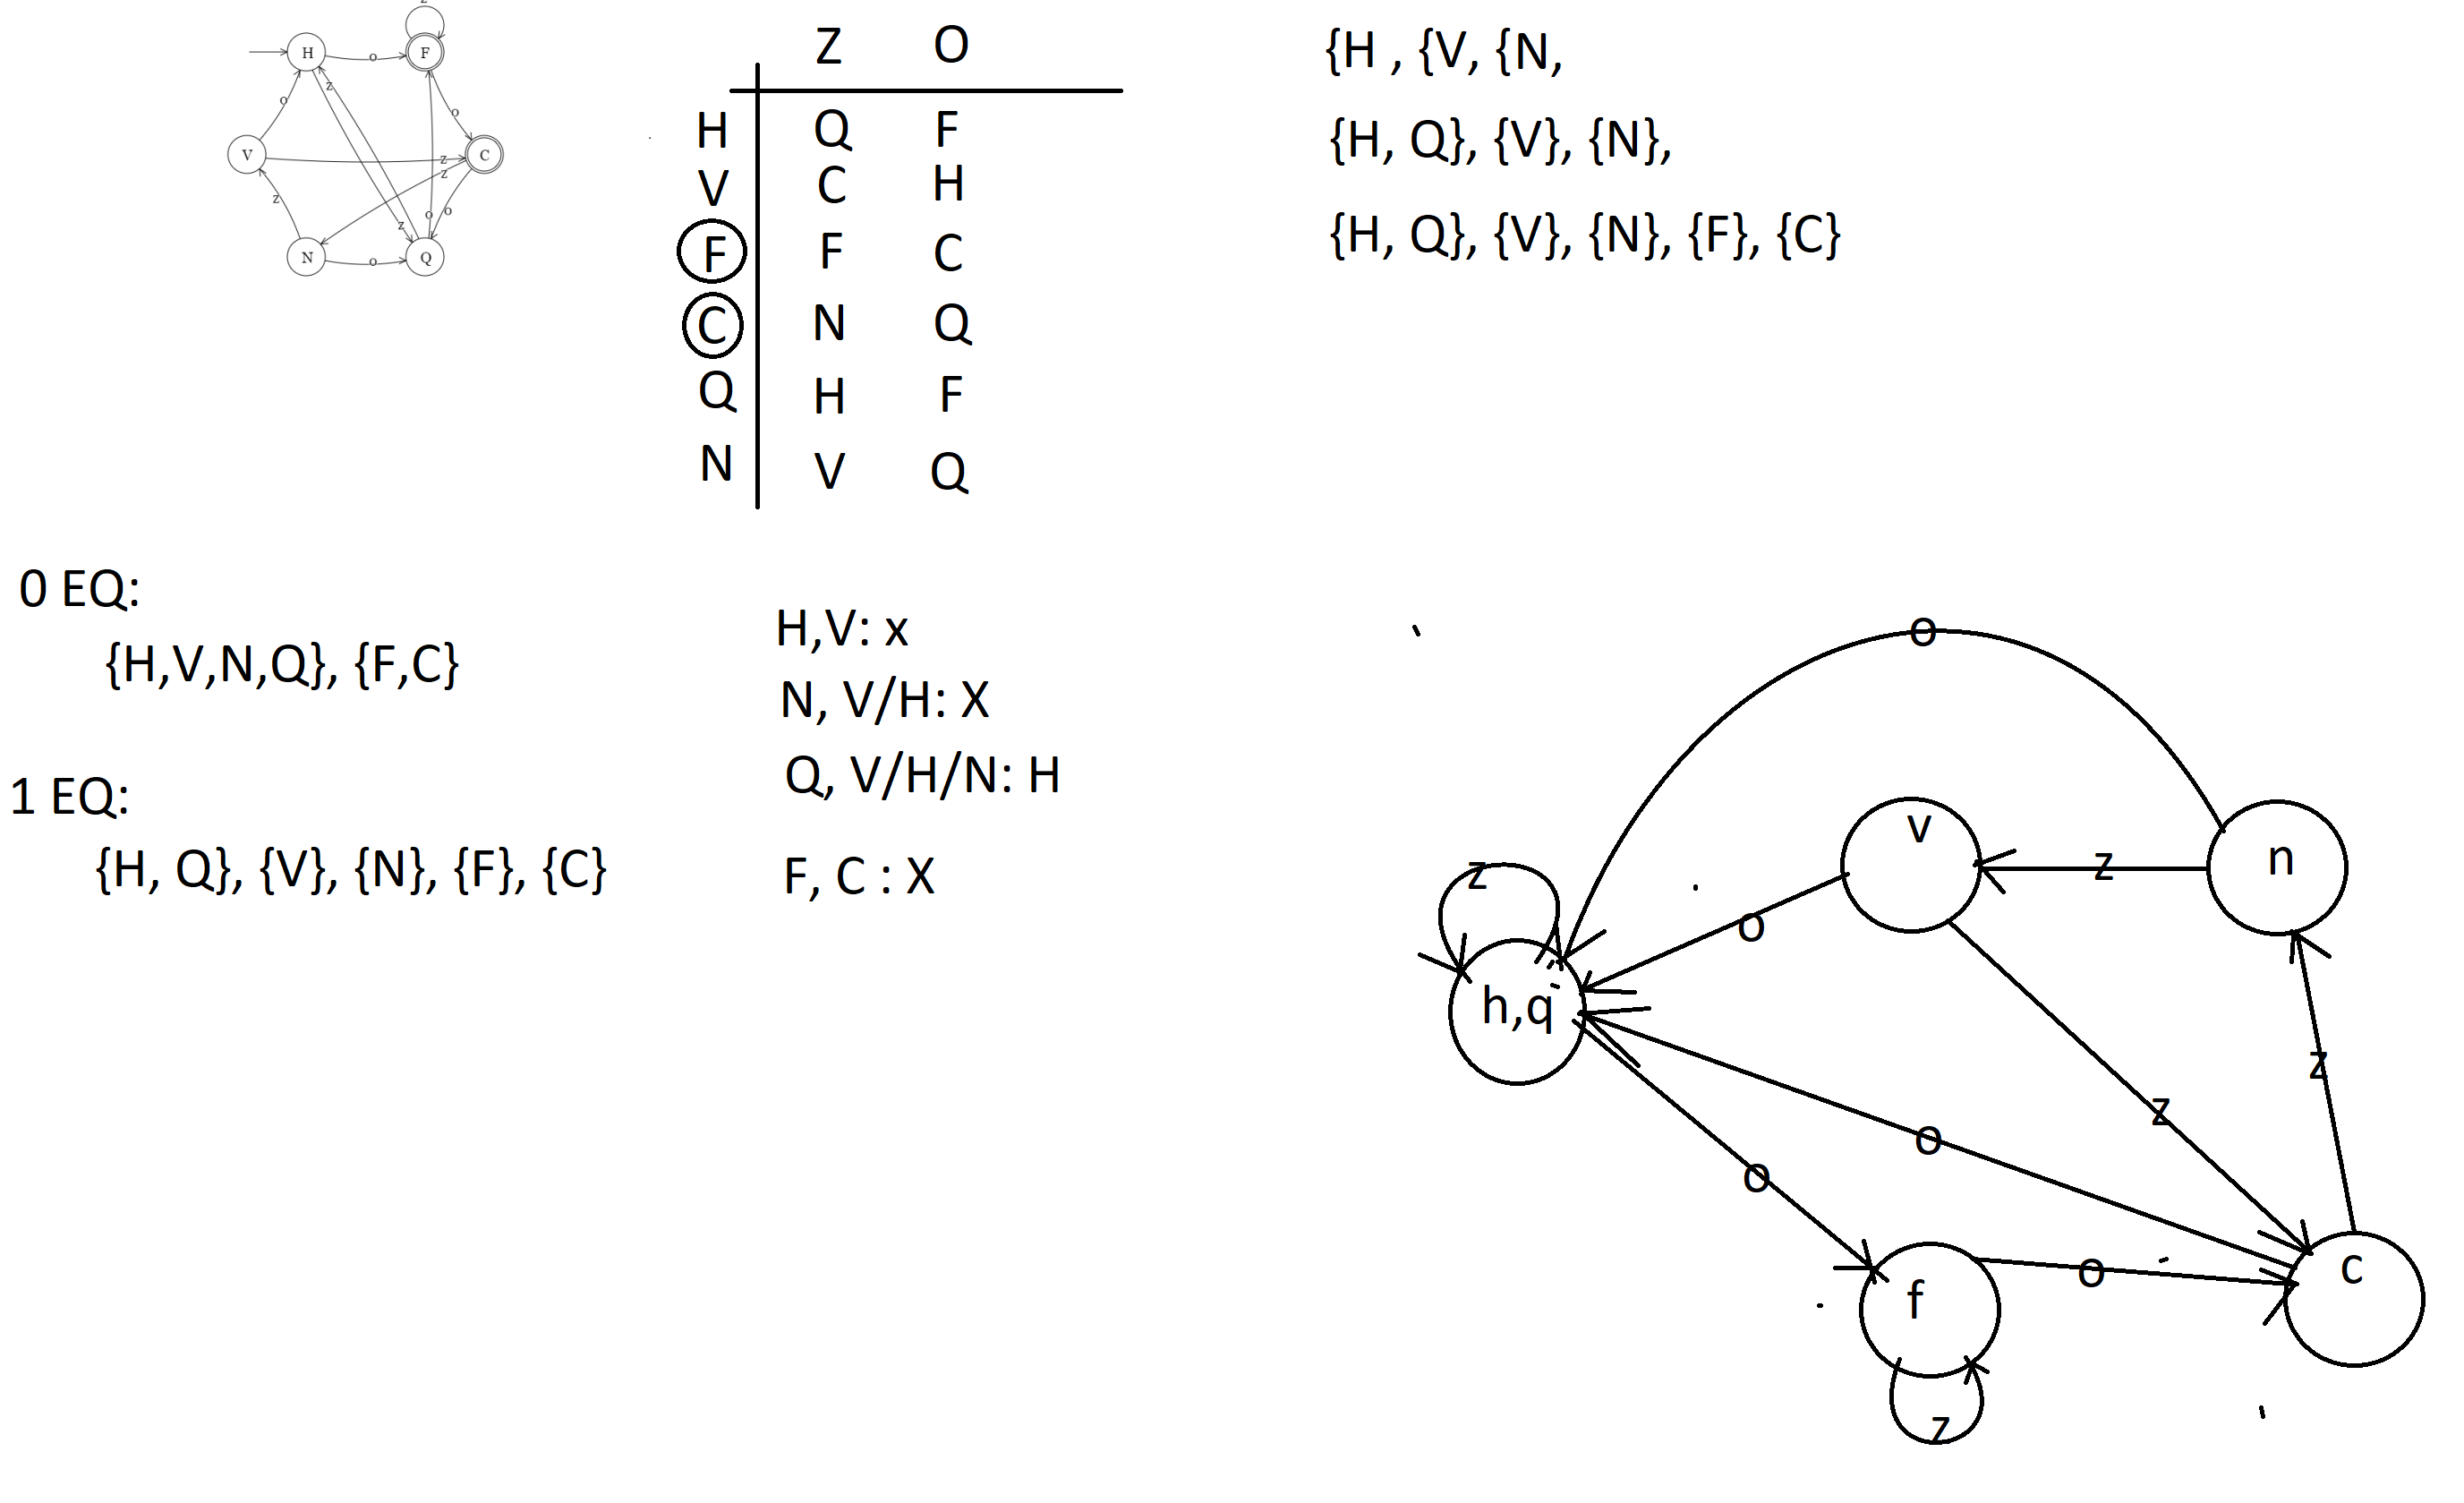 z
H o F
z
o o
V z C
z
z o o
z
N o Q
Z O
H Q F
V C H
F F C
C N Q
Q H F
N V Q
{H , {V, {N,
{H, Q}, {V}, {N},
{H, Q}, {V}, {N}, {F}, {C}
0 EQ:
{H,V,N,Q}, {F,C}
1 EQ:
{H, Q}, {V}, {N}, {F}, {C}
H,V: x
N, V/H: X
Q, V/H/N: H
F, C : X
o
v
z z n
o
h,q
z
z
o
o
o c
f
z